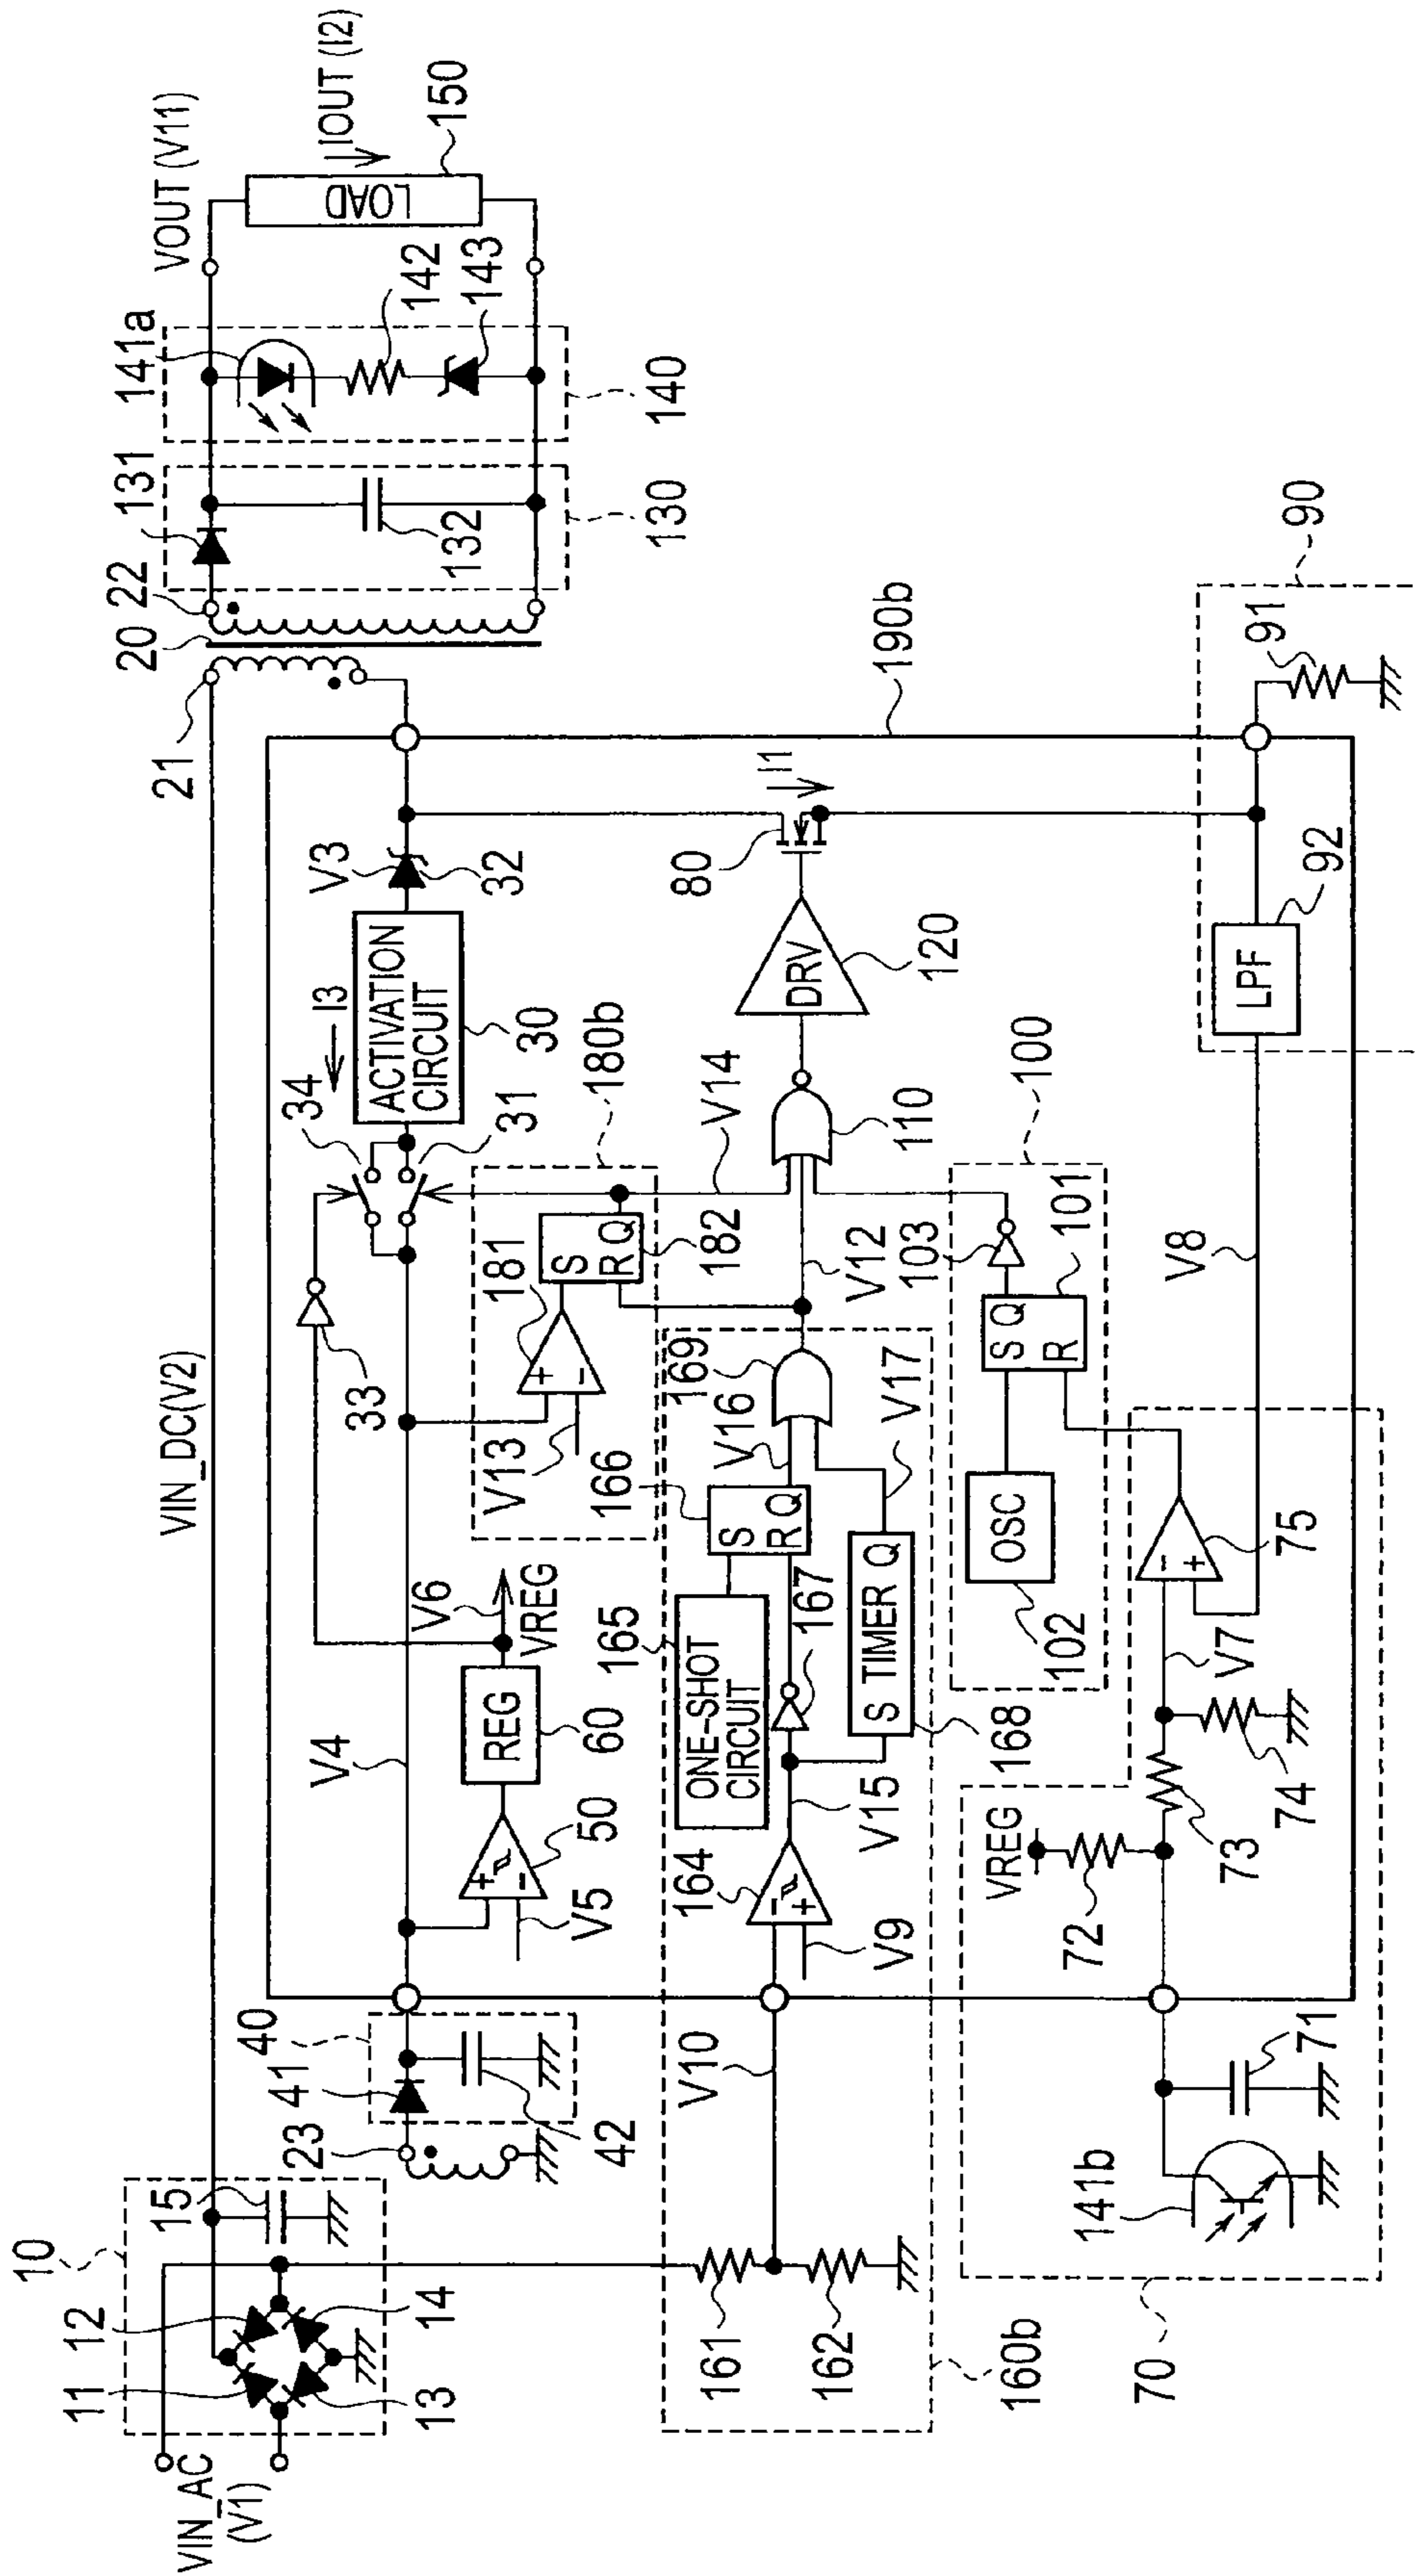 VIN_AC
(V1)
10
11
12
13
14
15
VIN_DC(V2)
21
20
22
131
132
130
141a
142
143
140
VOUT (V11)
IOUT (I2)
LOAD
150
23
41
40
42
V4
V5
50
REG
60
V6
VREG
33
34
31
I3
ACTIVATION
CIRCUIT
30
V3
32
V13
181
S
R Q
182
180b
V14
190b
161
162
160b
V10
164
V9
V15
ONE-SHOT
CIRCUIT
165
166
S
R Q
167
S TIMER Q
168
V16
169
V17
V12
110
DRV
120
80
I1
OSC
102
S Q
R
101
103
100
141b
71
70
VREG
72
73
74
V7
75
V8
LPF
92
91
90